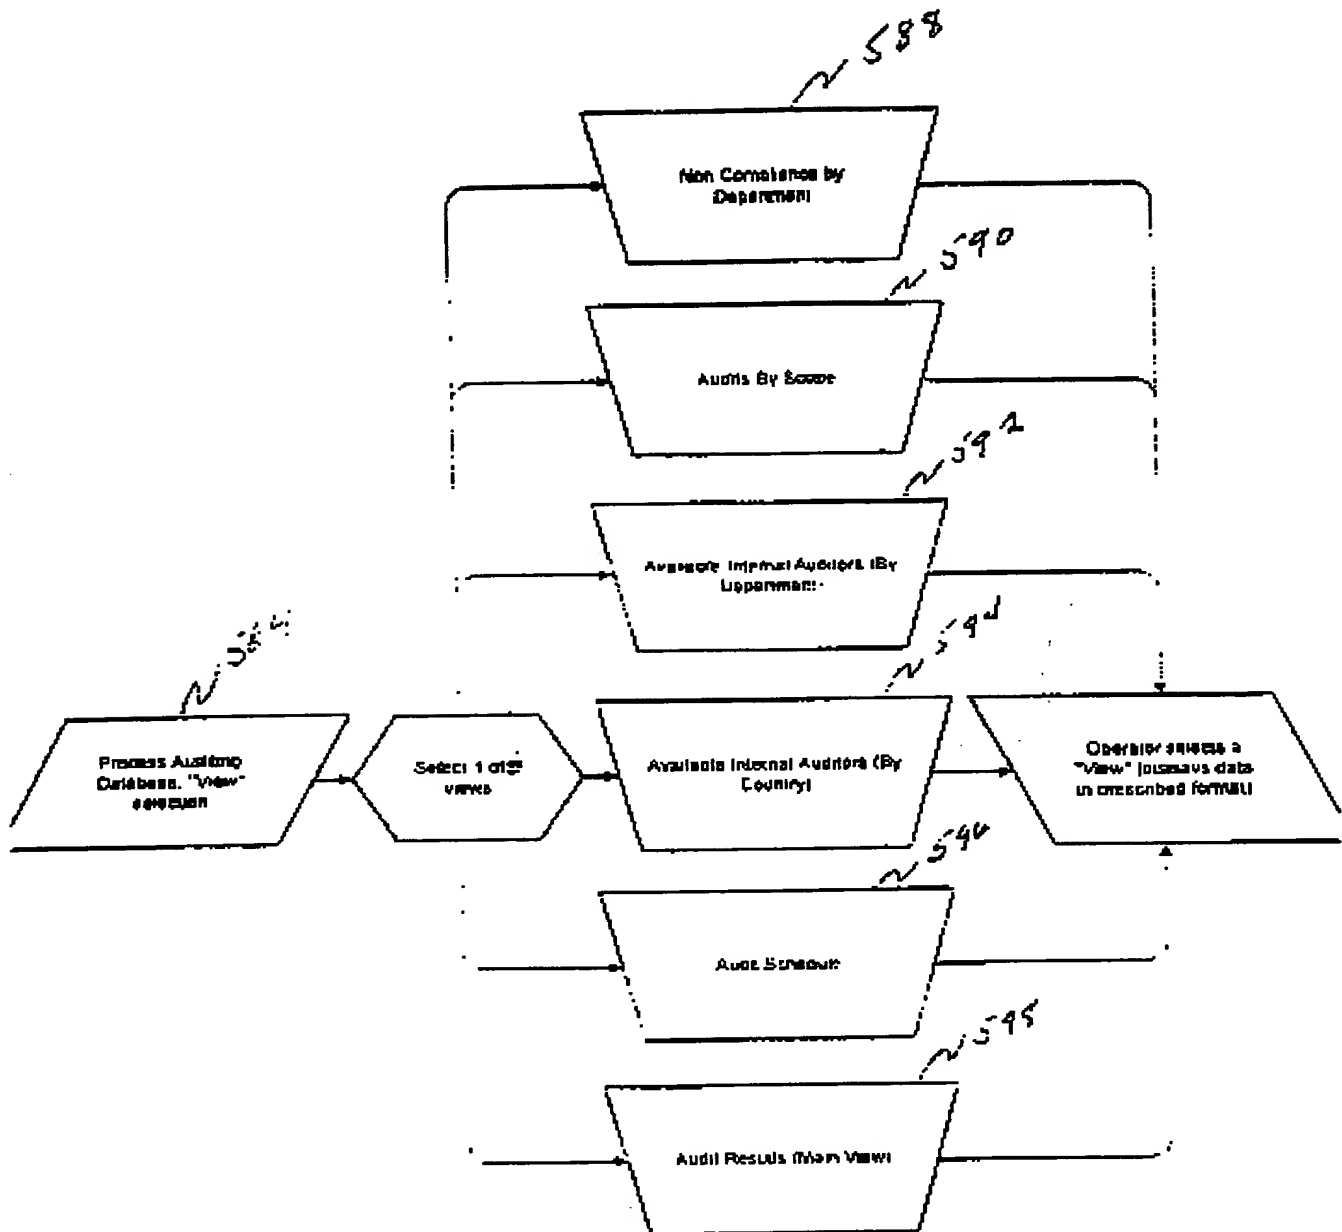 588
Non Compliance by
Department
590
Audits By Scope
592
Available Internal Auditors (By
Department)
584
594
Process Auditing
Database, "View"
selection
Select 1 of
views
Available Internal Auditors (By
Country)
Operator selects a
"View" (displays data
in prescribed format)
Audit Schedule
Audit Results (Main View)